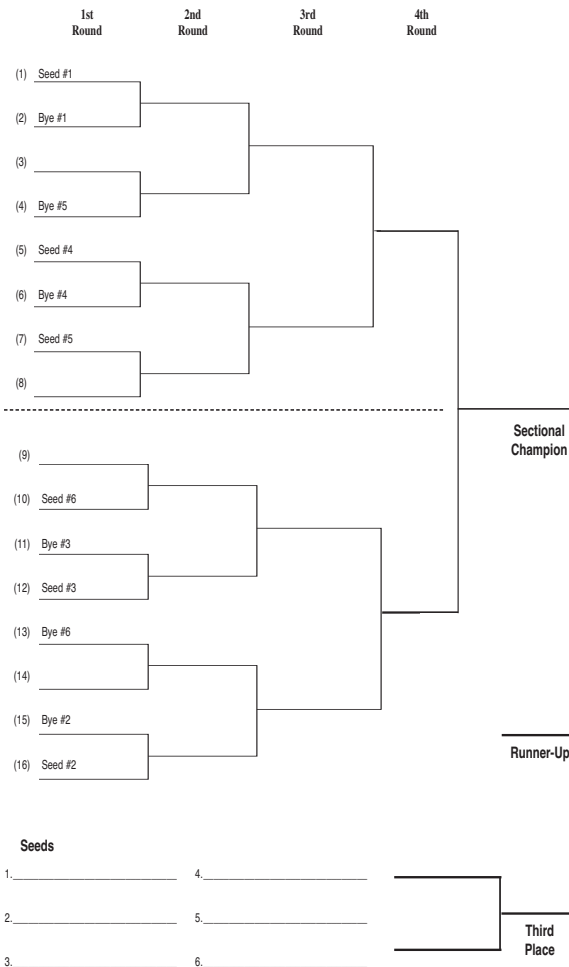 1st Round
2nd Round
3rd Round
4th Round
(1) Seed #1
(2) Bye #1
(3)
(4) Bye #5
(5) Seed #4
(6) Bye #4
(7) Seed #5
(8)
Sectional Champion
(9)
(10) Seed #6
(11) Bye #3
(12) Seed #3
(13) Bye #6
(14)
(15) Bye #2
(16) Seed #2
Runner-Up
Seeds
1. 4.
2. 5.
Third Place
3. 6.